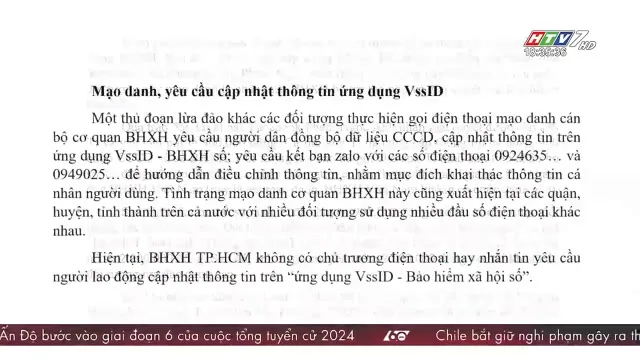 HTV7 HD
18:35:36
Mạo danh, yêu cầu cập nhật thông tin ứng dụng VssID
Một thủ đoạn lừa đảo khác các đối tượng thực hiện gọi điện thoại mạo danh cán
bộ cơ quan BHXH yêu cầu người dân đồng bộ dữ liệu CCCD, cập nhật thông tin trên
ứng dụng VssID - BHXH số; yêu cầu kết bạn zalo với các số điện thoại 0924635… và
0949025… để hướng dẫn điều chỉnh thông tin, nhằm mục đích khai thác thông tin cá
nhân người dùng. Tình trạng mạo danh cơ quan BHXH này cũng xuất hiện tại các quận,
huyện, tỉnh thành trên cả nước với nhiều đối tượng sử dụng nhiều đầu số điện thoại khác
nhau.
Hiện tại, BHXH TP.HCM không có chủ trương điện thoại hay nhắn tin yêu cầu
người lao động cập nhật thông tin trên “ứng dụng VssID - Bảo hiểm xã hội số”.
Ấn Độ bước vào giai đoạn 6 của cuộc tổng tuyển cử 2024 60 Chile bắt giữ nghi phạm gây ra th